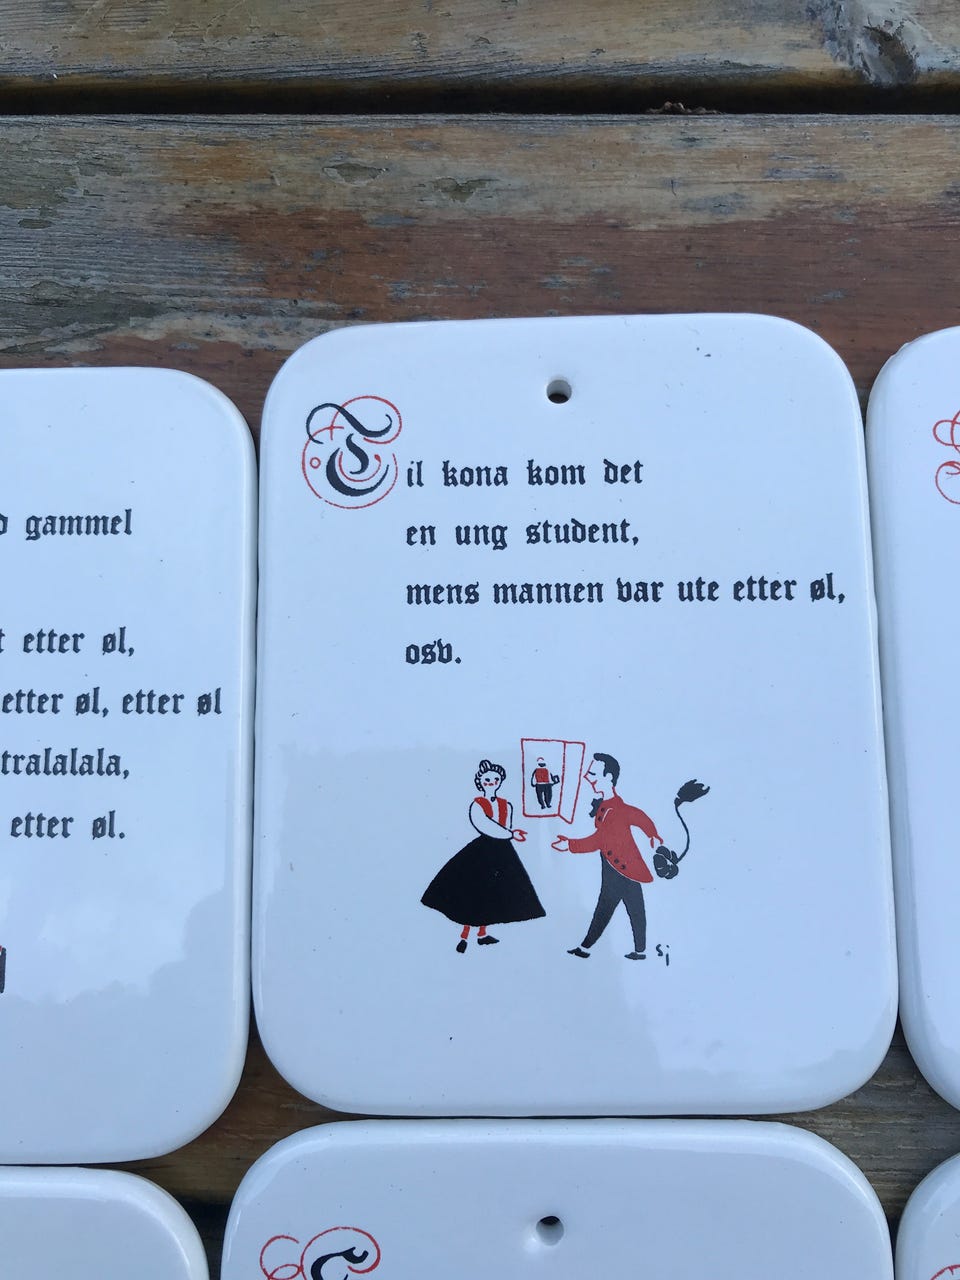 gammel
etter øl,
etter øl, etter øl
tralalala,
etter øl.
Til kona kom det
en ung student,
mens mannen var ute etter øl,
osv.
sj